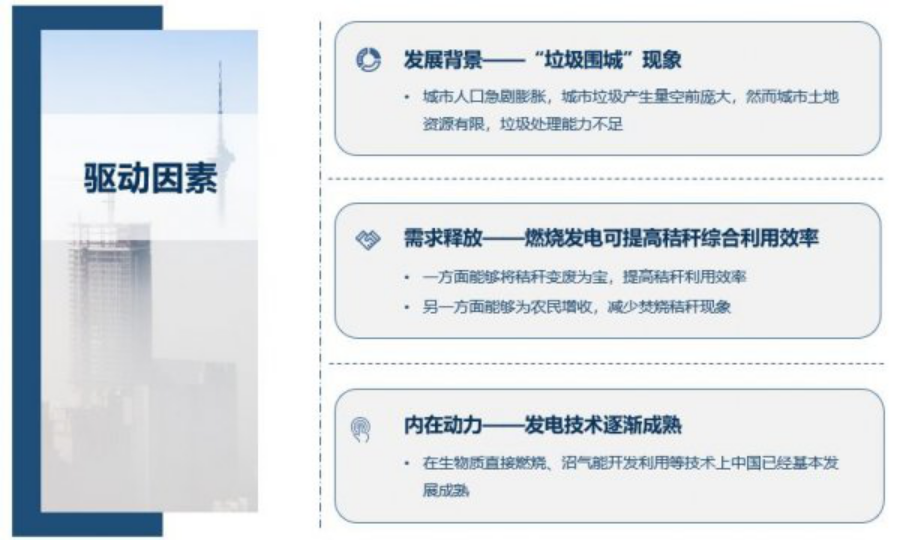 驱动因素
发展背景——“垃圾围城”现象
• 城市人口急剧膨胀，城市垃圾产生量空前庞大，然而城市土地
资源有限，垃圾处理能力不足
需求释放——燃烧发电可提高秸秆综合利用效率
• 一方面能够将秸秆变废为宝，提高秸秆利用效率
• 另一方面能够为农民增收，减少焚烧秸秆现象
内在动力——发电技术逐渐成熟
• 在生物质直接燃烧、沼气能开发利用等技术上中国已经基本发
展成熟